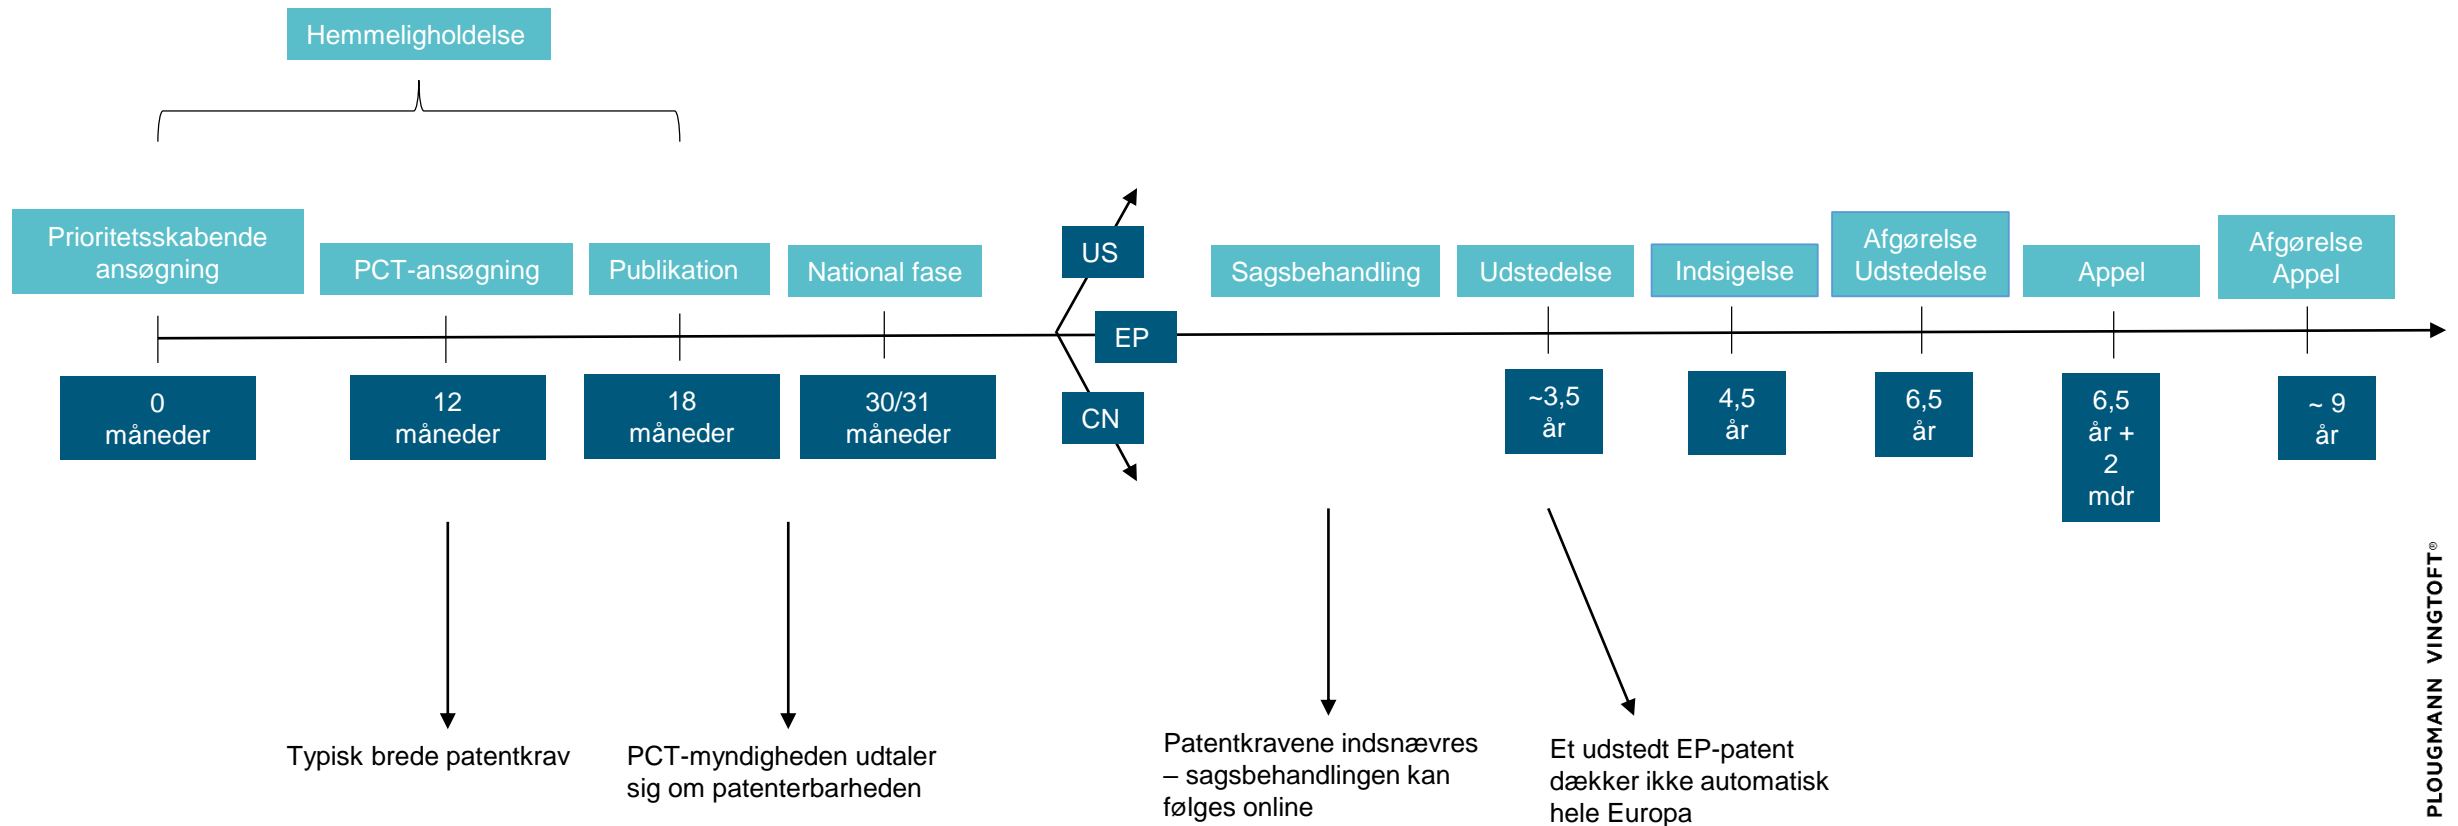 Hemmeligholdelse
Prioritetsskabende
ansøgning
PCT-ansøgning
Publikation
National fase
US
EP
CN
Sagsbehandling
Udstedelse
Indsigelse
Afgørelse
Udstedelse
Appel
Afgørelse
Appel
0
måneder
12
måneder
18
måneder
30/31
måneder
~3,5
år
4,5
år
6,5
år
6,5
år +
2
mdr
~ 9
år
Typisk brede patentkrav
PCT-myndigheden udtaler
sig om patenterbarheden
Patentkravene indsnævres
– sagsbehandlingen kan
følges online
Et udstedt EP-patent
dækker ikke automatisk
hele Europa
PLOUGMANN VINGTOFT®